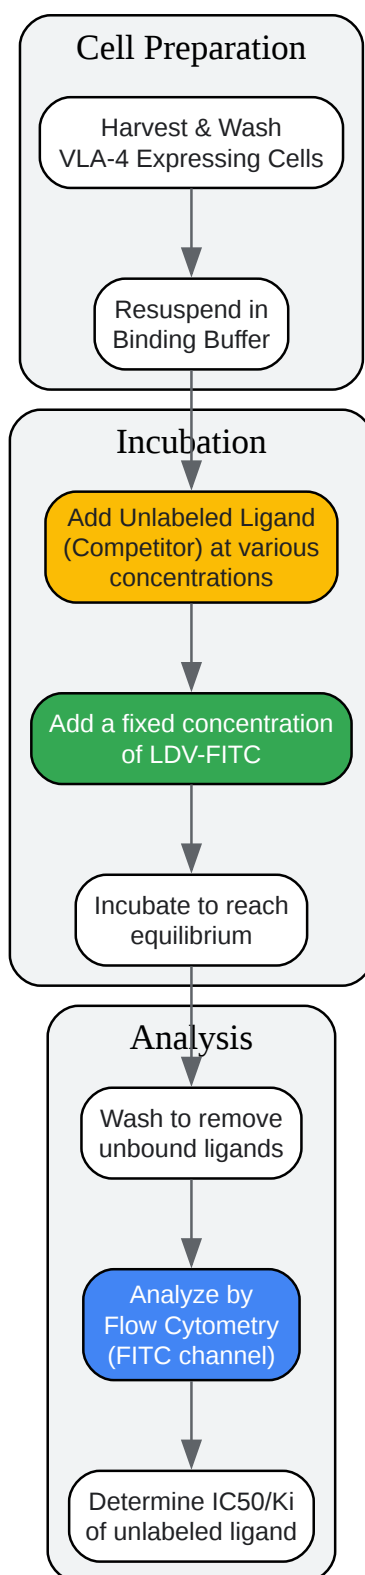 Cell Preparation
Harvest & Wash
VLA-4 Expressing Cells
Resuspend in
Binding Buffer
Incubation
Add Unlabeled Ligand
(Competitor) at various
concentrations
Add a fixed concentration
of LDV-FITC
Incubate to reach
equilibrium
Analysis
Wash to remove
unbound ligands
Analyze by
Flow Cytometry
(FITC channel)
Determine IC50/Ki
of unlabeled ligand